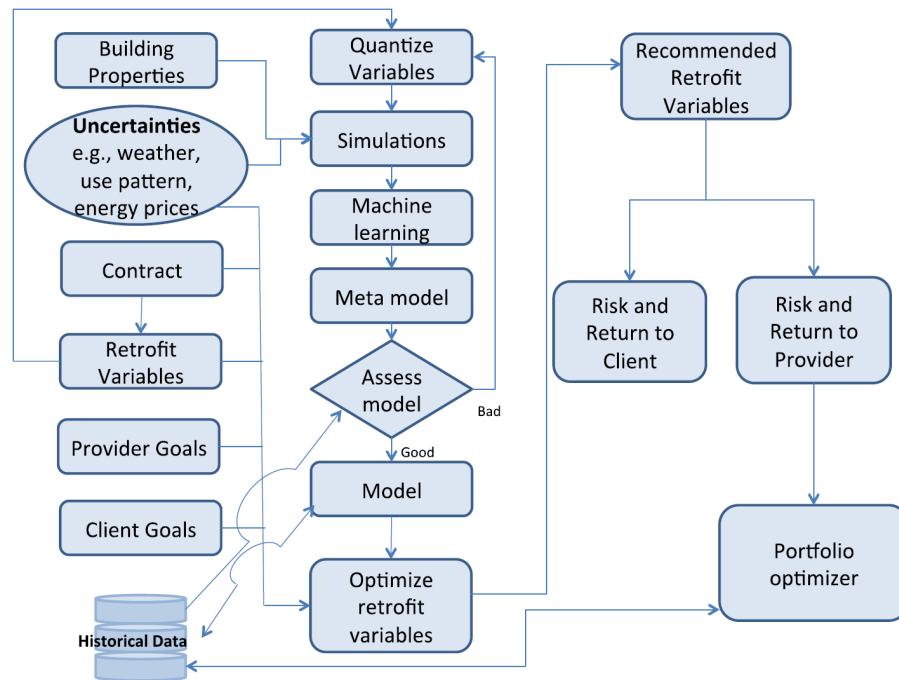 Building
Properties
Uncertainties
e.g., weather,
use pattern,
energy prices
Contract
Retrofit
Variables
Provider Goals
Client Goals
Historical Data
Quantize
Variables
Simulations
Machine
learning
Meta model
Assess
model
Bad
Good
Model
Optimize
retrofit
variables
Recommended
Retrofit
Variables
Risk and
Return to
Client
Risk and
Return to
Provider
Portfolio
optimizer